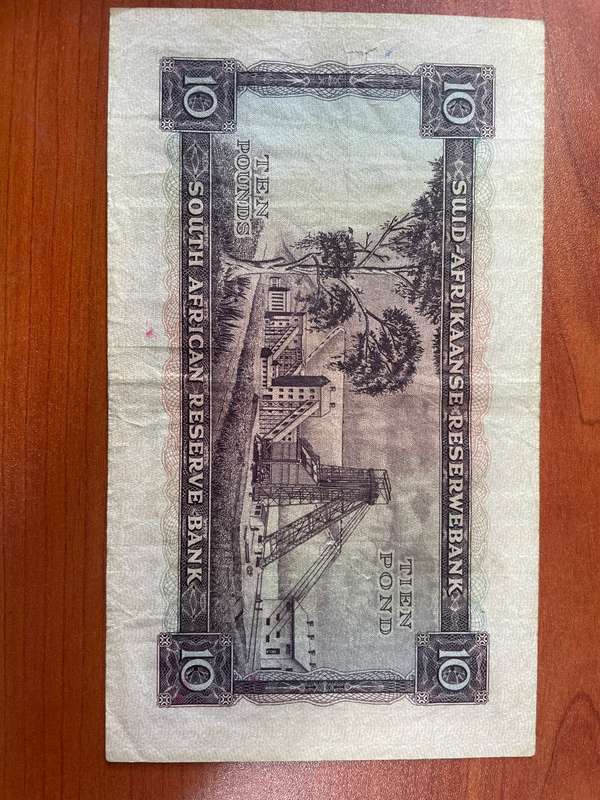 10
10
SUID-AFRIKAANSE RESERWEBANK
TEN
POUNDS
TIEN
POND
SOUTH AFRICAN RESERVE BANK
10
10